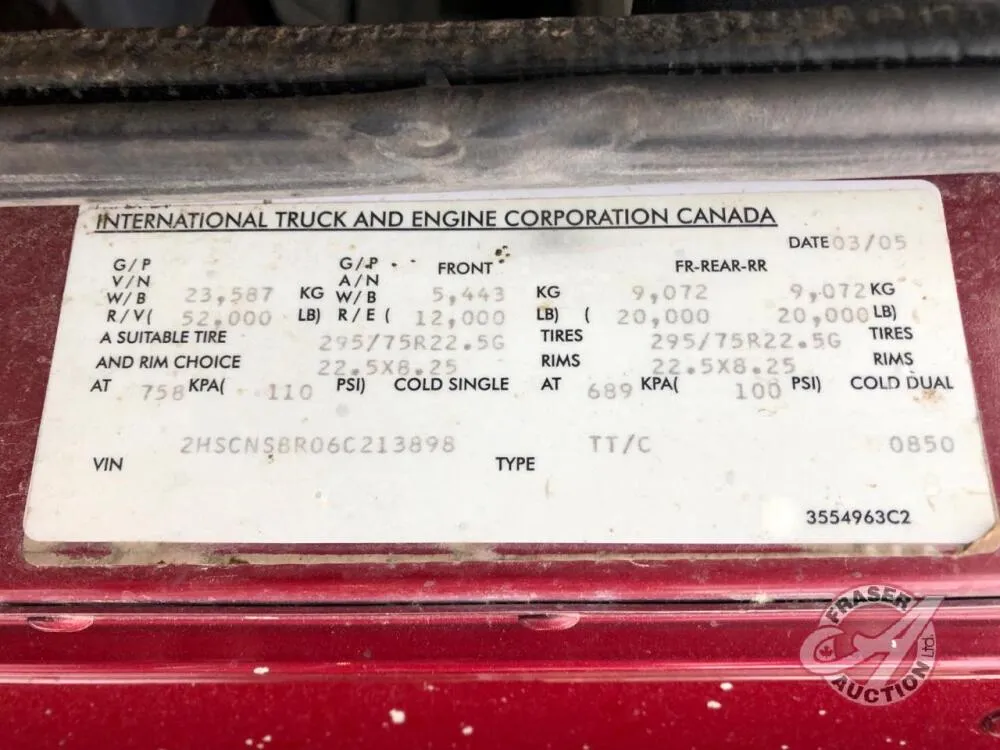 INTERNATIONAL TRUCK AND ENGINE CORPORATION CANADA
DATE 03/05
G/P G/P FRONT FR-REAR-RR
V/N A/N
W/B 23,587 KG W/B 5,443 KG 9,072 9,072 KG
R/V( 52,000 LB) R/E ( 12,000 LB) ( 20,000 20,000 LB)
A SUITABLE TIRE 295/75R22.5G TIRES 295/75R22.5G TIRES
AND RIM CHOICE 22.5X8.25 RIMS 22.5X8.25 RIMS
AT 758 KPA( 110 PSI) COLD SINGLE AT 689 KPA( 100 PSI) COLD DUAL
2HSCNSBR06C213898 TT/C 0850
VIN TYPE
3554963C2
FRASER
AUCTION Ltd.